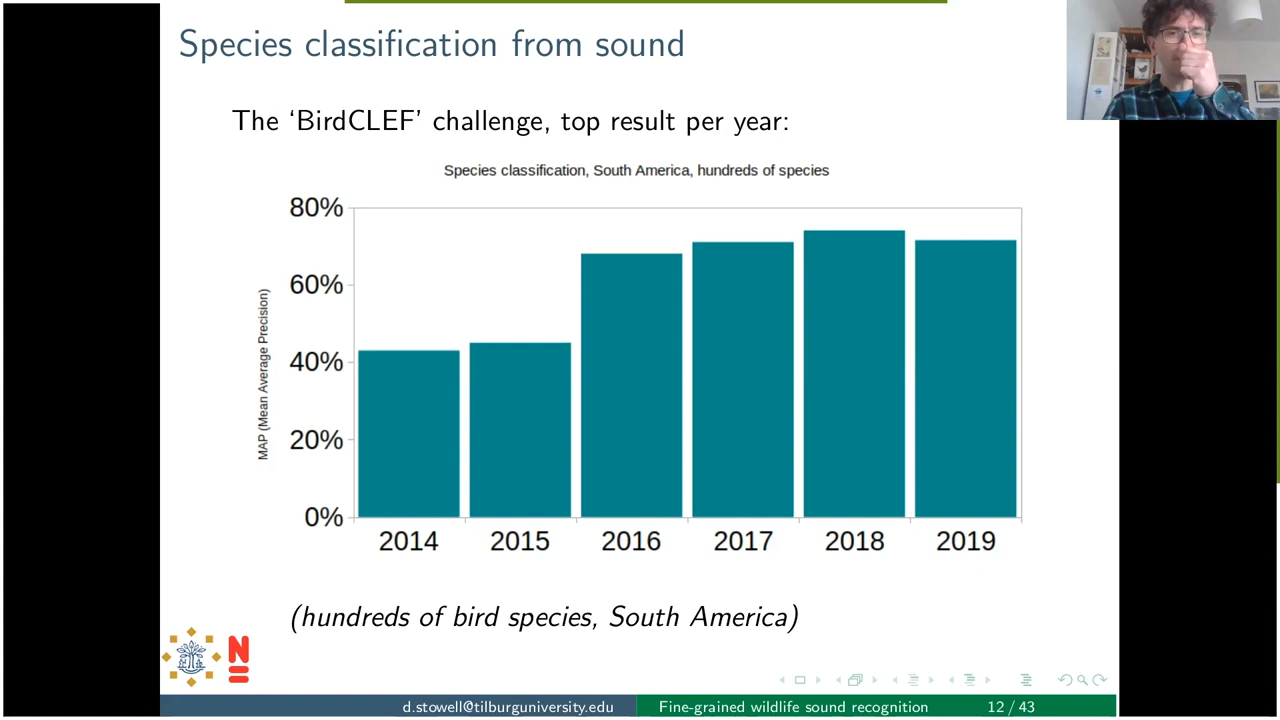 Species classification from sound
The ‘BirdCLEF’ challenge, top result per year:
Species classification, South America, hundreds of species
MAP (Mean Average Precision)
80%
60%
40%
20%
0%
2014 2015 2016 2017 2018 2019
(hundreds of bird species, South America)
N
d.stowell@tilburguniversity.edu Fine-grained wildlife sound recognition 12 / 43